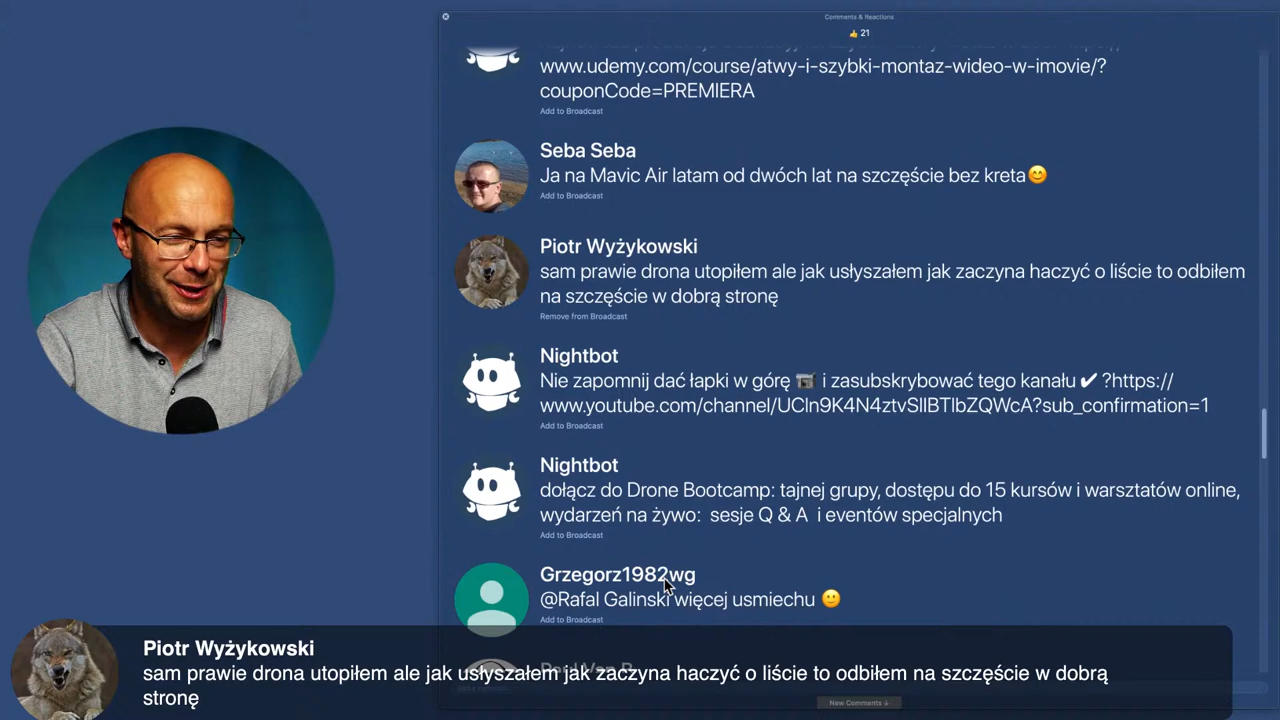 Comments & Reactions
👍 21
www.udemy.com/course/atwy-i-szybki-montaz-wideo-w-imovie/?
couponCode=PREMIERA
Add to Broadcast
Seba Seba
Ja na Mavic Air latam od dwóch lat na szczęście bez kreta😊
Add to Broadcast
Piotr Wyżykowski
sam prawie drona utopiłem ale jak usłyszałem jak zaczyna haczyć o liście to odbiłem
na szczęście w dobrą stronę
Remove from Broadcast
Nightbot
Nie zapomnij dać łapki w górę 📹 i zasubskrybować tego kanału ✔ ?https://
www.youtube.com/channel/UCln9K4N4ztvSIlBTlbZQWcA?sub_confirmation=1
Add to Broadcast
Nightbot
dołącz do Drone Bootcamp: tajnej grupy, dostępu do 15 kursów i warsztatów online,
wydarzeń na żywo: sesje Q & A i eventów specjalnych
Add to Broadcast
Grzegorz1982wg
@Rafal Galinski więcej usmiechu 🙂
Add to Broadcast
Piotr Wyżykowski
sam prawie drona utopiłem ale jak usłyszałem jak zaczyna haczyć o liście to odbiłem na szczęście w dobrą
stronę
New Comments ↓